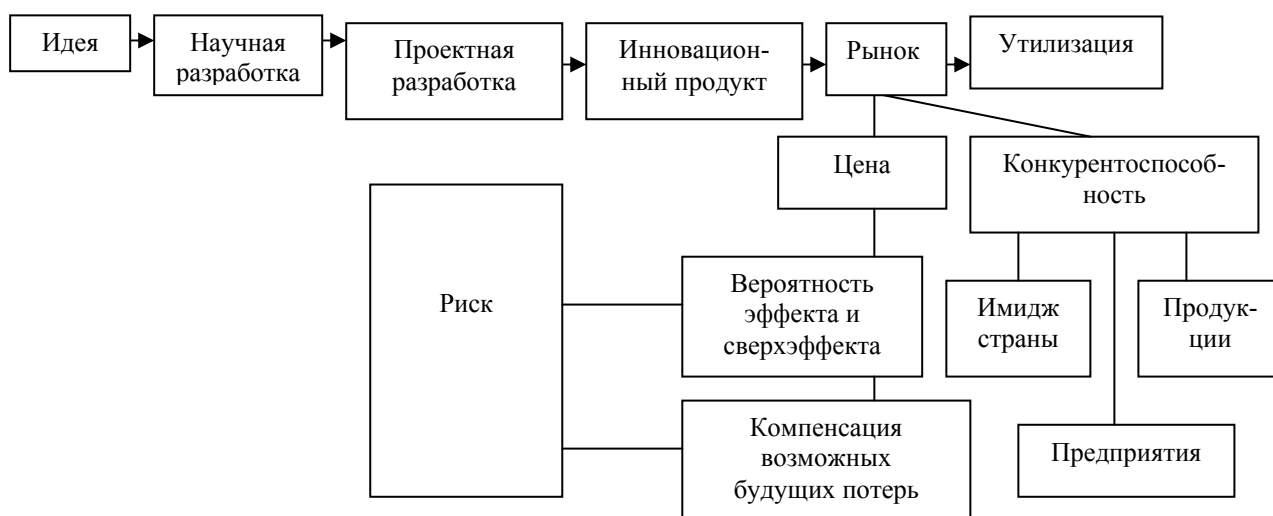 Идея
Научная
разработка
Проектная
разработка
Инновацион-
ный продукт
Рынок
Утилизация
Цена
Конкурентоспособ-
ность
Риск
Вероятность
эффекта и
сверхэффекта
Имидж
страны
Продук-
ции
Компенсация
возможных
будущих потерь
Предприятия